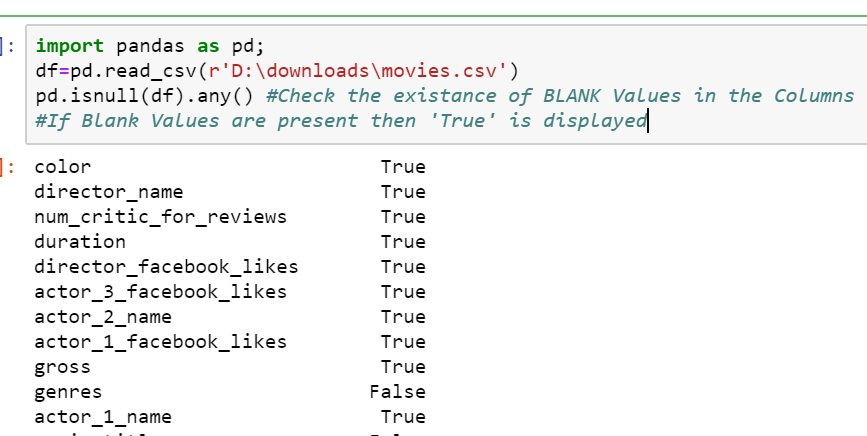 ]: import pandas as pd;
df=pd.read_csv(r'D:\downloads\movies.csv')
pd.isnull(df).any() #Check the existance of BLANK Values in the Columns
#If Blank Values are present then 'True' is displayed
]: color True
director_name True
num_critic_for_reviews True
duration True
director_facebook_likes True
actor_3_facebook_likes True
actor_2_name True
actor_1_facebook_likes True
gross True
genres False
actor_1_name True